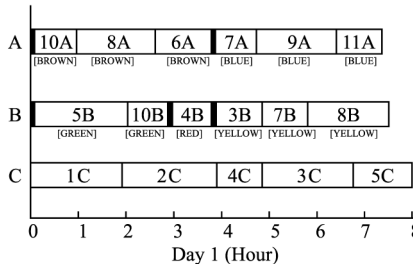 A 10A 8A 6A 7A 9A 11A
[BROWN] [BROWN] [BROWN] [BLUE] [BLUE] [BLUE]
B 5B 10B 4B 3B 7B 8B
[GREEN] [GREEN] [RED] [YELLOW] [YELLOW] [YELLOW]
C 1C 2C 4C 3C 5C
0 1 2 3 4 5 6 7 8
Day 1 (Hour)